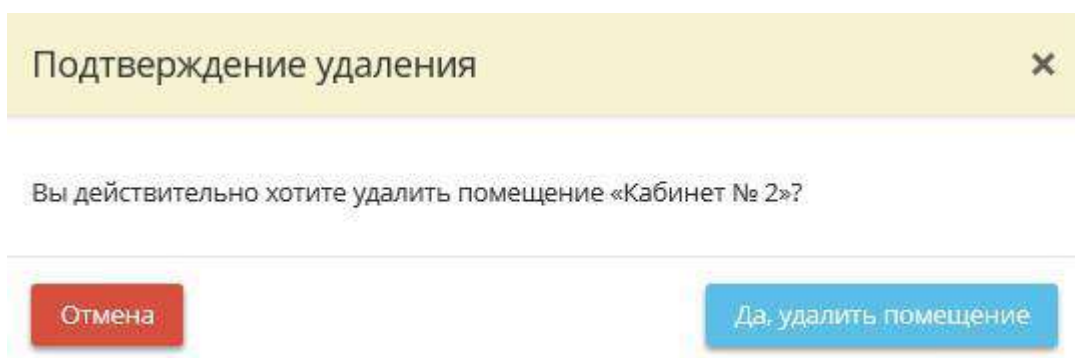 Подтверждение удаления
Вы действительно хотите удалить помещение «Кабинет № 2»?
Отмена
Да, удалить помещение